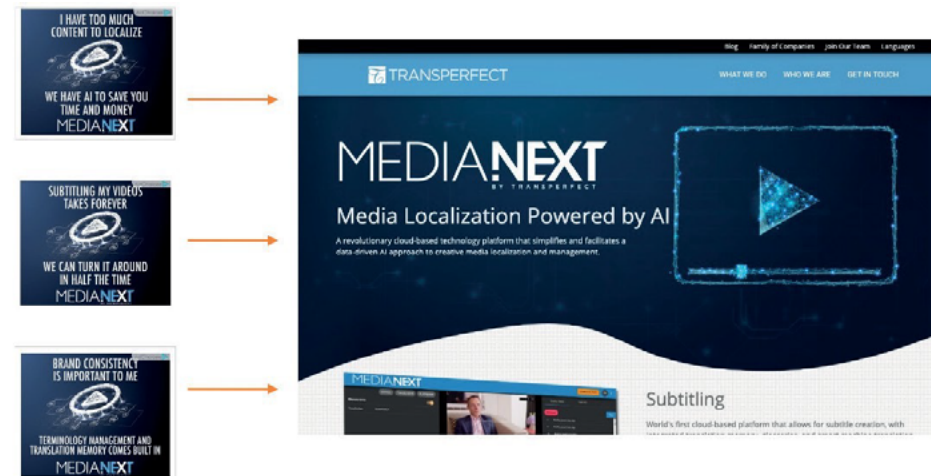 I HAVE TOO MUCH
CONTENT TO LOCALIZE
WE HAVE AI TO SAVE YOU
TIME AND MONEY
MEDIANEXT
SUBTITLING MY VIDEOS
TAKES FOREVER
WE CAN TURN IT AROUND
IN HALF THE TIME
MEDIANEXT
BRAND CONSISTENCY
IS IMPORTANT TO ME
TERMINOLOGY MANAGEMENT AND
TRANSLATION MEMORY COMES BUILT IN
MEDIANEXT
Blog Family of Companies Join Our Team Languages
TRANSPERFECT
WHAT WE DO WHO WE ARE GET IN TOUCH
MEDIANEXT
BY TRANSPERFECT
Media Localization Powered by AI
A revolutionary cloud-based technology platform that simplifies and facilitates a
data-driven AI approach to creative media localization and management.
MEDIANEXT
Subtitling
World's first cloud-based platform that allows for subtitle creation, with